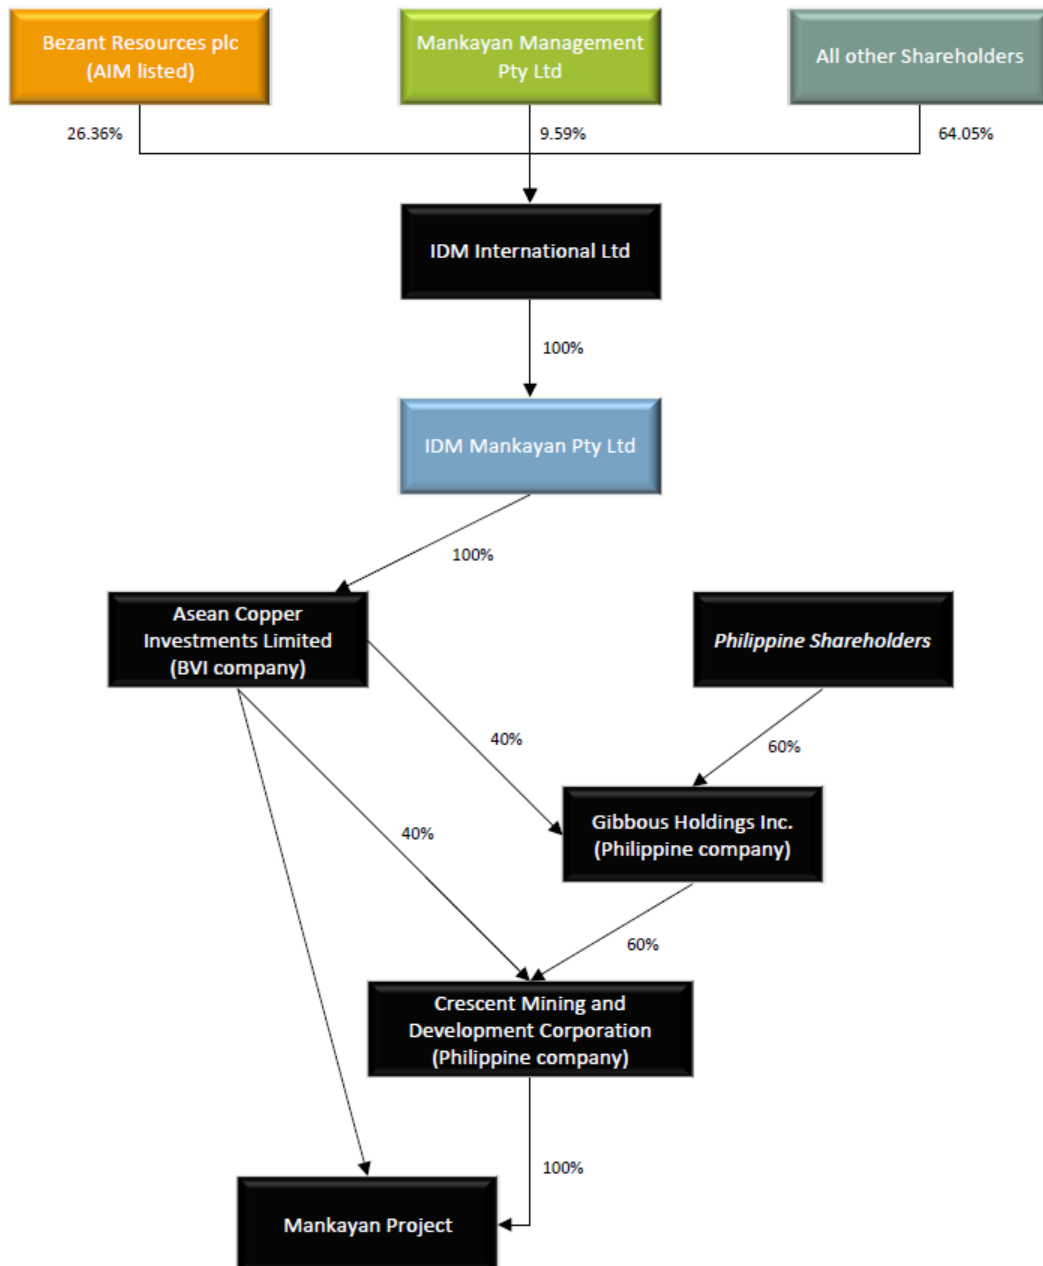 Bezant Resources plc
(AIM listed)
Mankayan Management
Pty Ltd
All other Shareholders
26.36%
9.59%
64.05%
IDM International Ltd
100%
IDM Mankayan Pty Ltd
100%
Asean Copper
Investments Limited
(BVI company)
Philippine Shareholders
40%
60%
Gibbous Holdings Inc.
(Philippine company)
40%
60%
Crescent Mining and
Development Corporation
(Philippine company)
100%
Mankayan Project